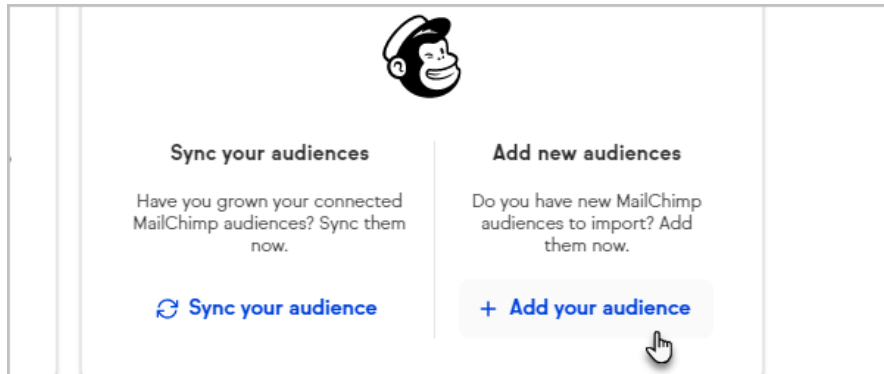 Sync your audiences
Have you grown your connected
MailChimp audiences? Sync them
now.
Sync your audience
Add new audiences
Do you have new MailChimp
audiences to import? Add
them now.
+ Add your audience